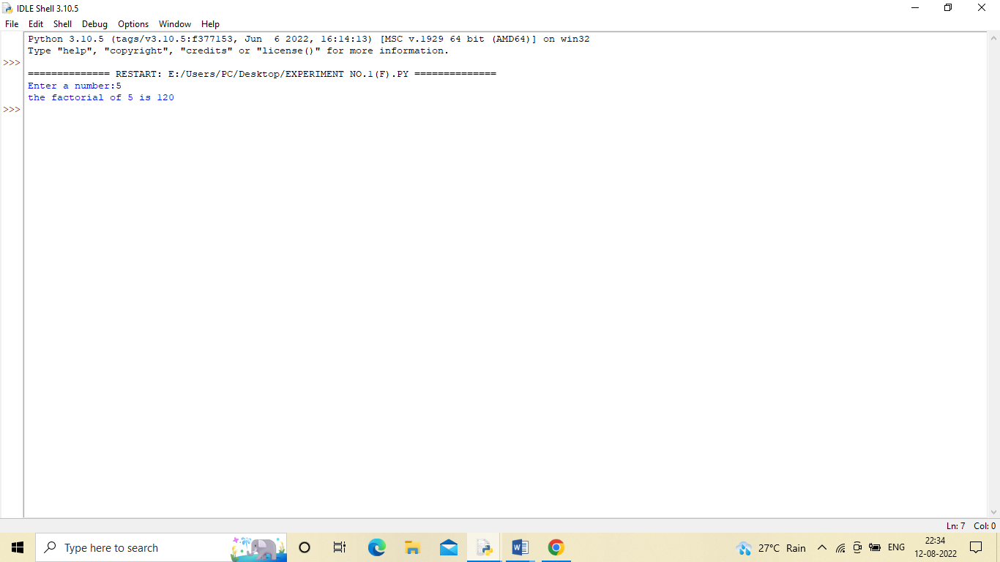 IDLE Shell 3.10.5
File Edit Shell Debug Options Window Help
Python 3.10.5 (tags/v3.10.5:f377153, Jun  6 2022, 16:14:13) [MSC v.1929 64 bit (AMD64)] on win32
Type "help", "copyright", "credits" or "license()" for more information.
>>>
============== RESTART: E:/Users/PC/Desktop/EXPERIMENT NO.1(F).PY ==============
Enter a number:5
the factorial of 5 is 120
>>>
Ln: 7 Col: 0
Type here to search
27°C Rain
ENG
22:34
12-08-2022